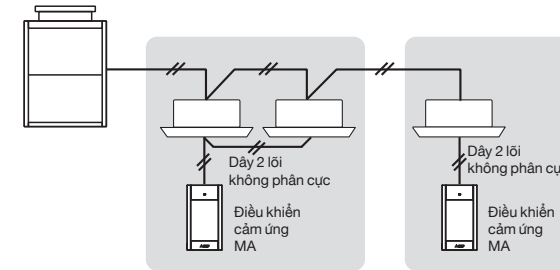 Dây 2 lõi
không phân cực
Điều khiển
cảm ứng
MA
Dây 2 lõi
không phân cự
Điều khiển
cảm ứng
MA